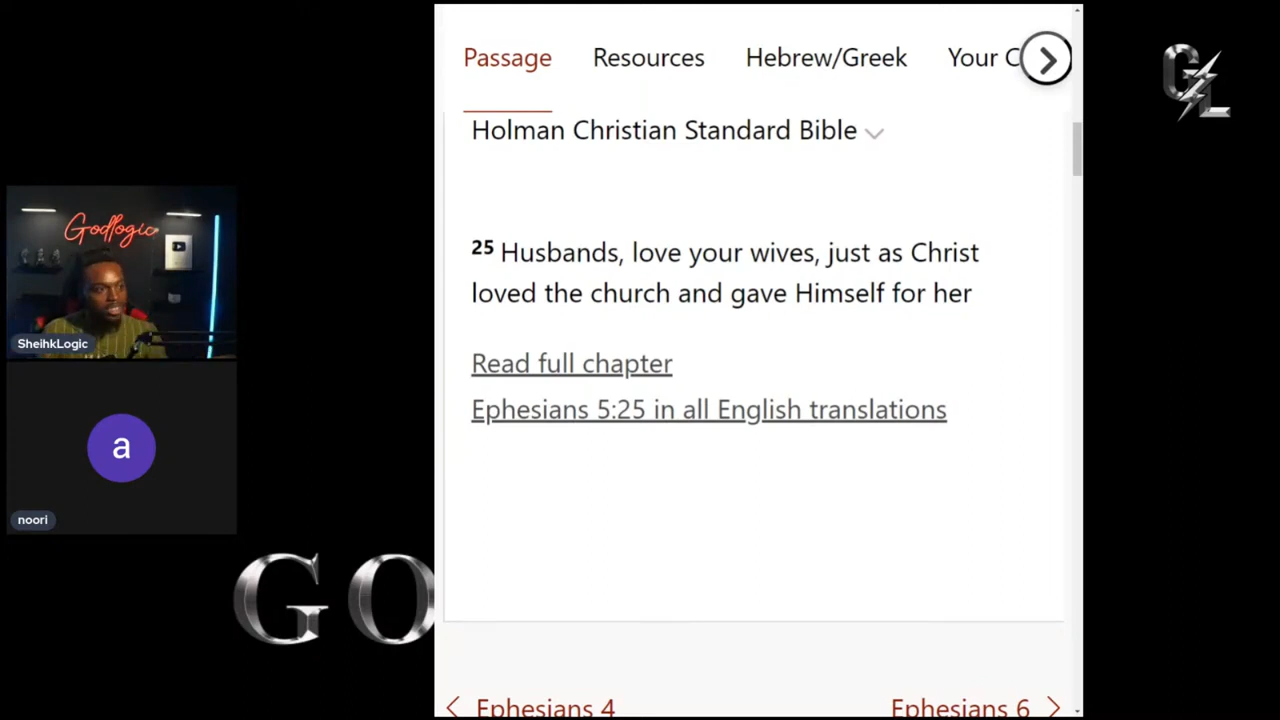 Passage Resources Hebrew/Greek Your C
Holman Christian Standard Bible
25 Husbands, love your wives, just as Christ
loved the church and gave Himself for her
Read full chapter
Ephesians 5:25 in all English translations
Ephesians 4 Ephesians 6
GL
Godlogic
SheihkLogic
a
noori
GO